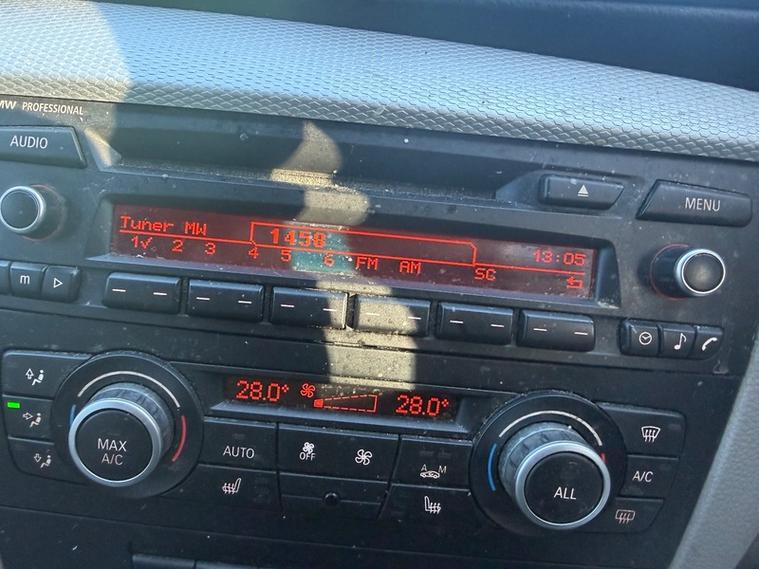 MW PROFESSIONAL
AUDIO
MENU
Tuner MW 1458 13:05
1✓ 2 3 4 5 6 FM AM SC
m
28.0° 28.0°
MAX
A/C
AUTO
OFF
A M
ALL
A/C